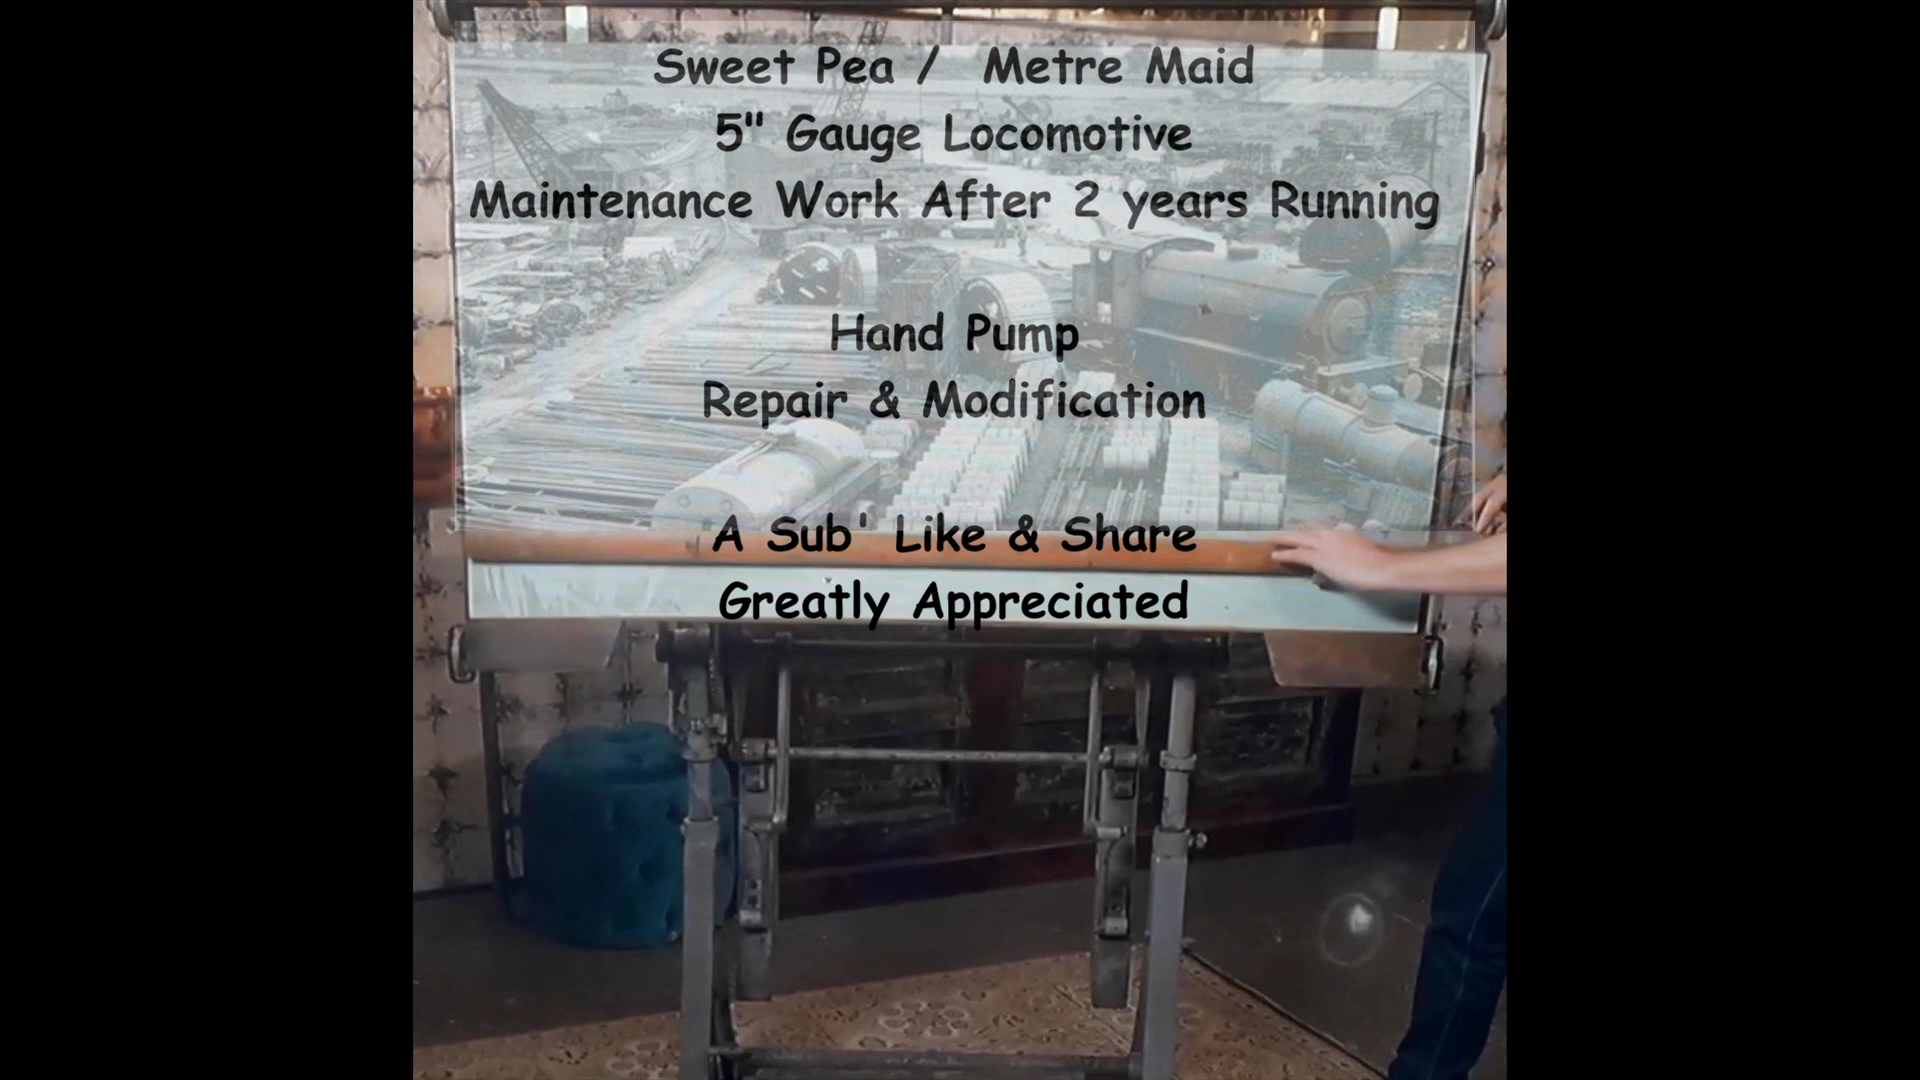 Sweet Pea / Metre Maid
5" Gauge Locomotive
Maintenance Work After 2 years Running
Hand Pump
Repair & Modification
A Sub' Like & Share
Greatly Appreciated